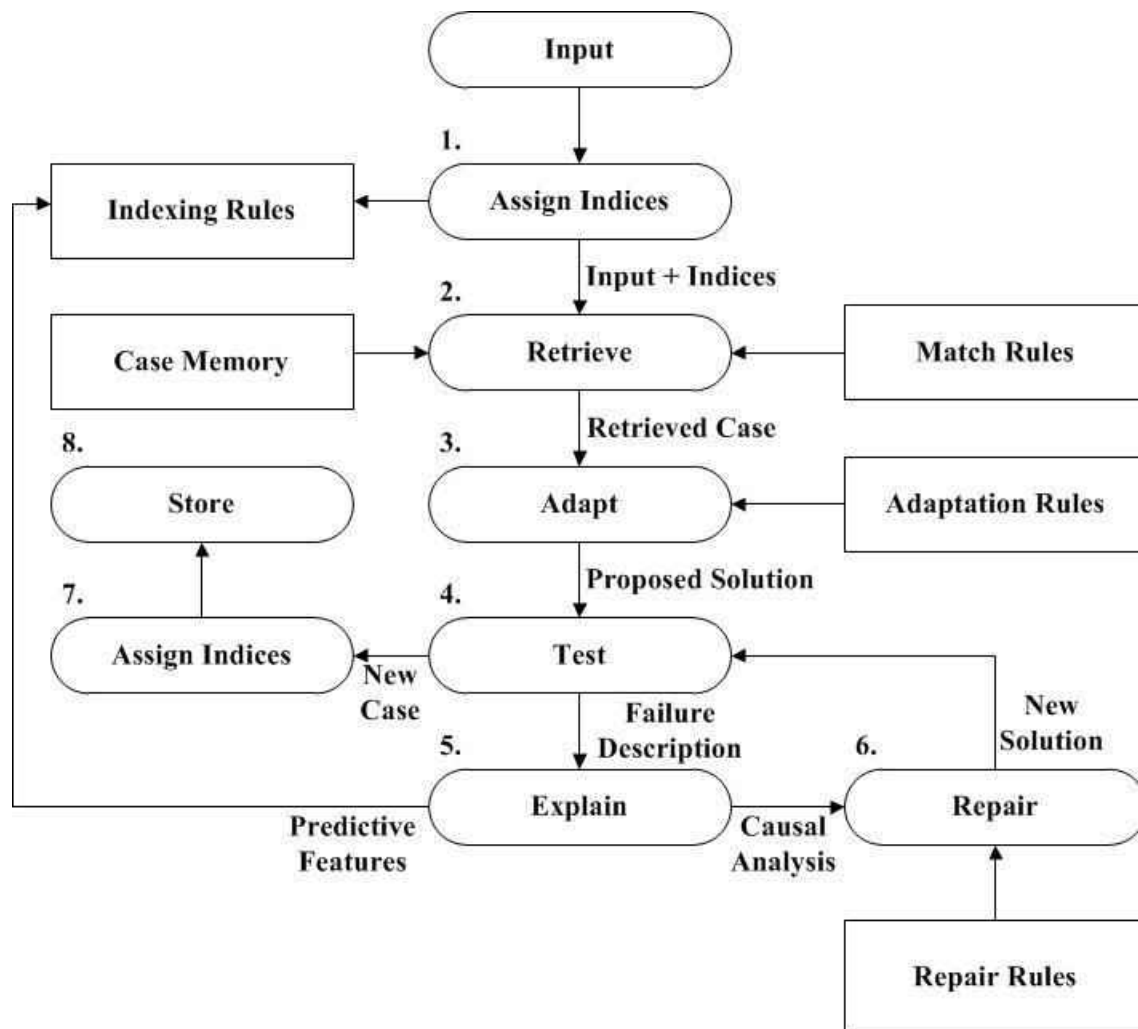 Input
1.
Indexing Rules
Assign Indices
Input + Indices
2.
Case Memory
Retrieve
Match Rules
Retrieved Case
8.
3.
Store
Adapt
Adaptation Rules
Proposed Solution
7.
4.
Assign Indices
Test
New
Case
Failure
Description
New
Solution
5.
6.
Explain
Repair
Predictive
Features
Causal
Analysis
Repair Rules